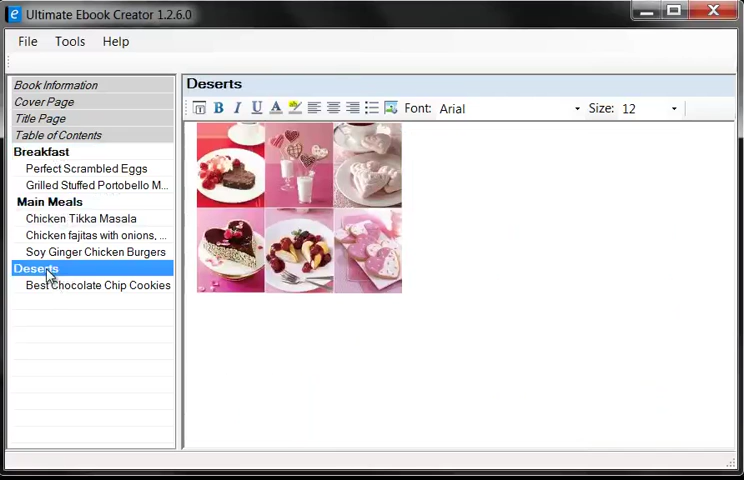 Ultimate Ebook Creator 1.2.6.0
File Tools Help
Book Information
Cover Page
Title Page
Table of Contents
Breakfast
Perfect Scrambled Eggs
Grilled Stuffed Portobello M...
Main Meals
Chicken Tikka Masala
Chicken fajitas with onions, ...
Soy Ginger Chicken Burgers
Deserts
Best Chocolate Chip Cookies
Deserts
B I U A Font: Arial Size: 12